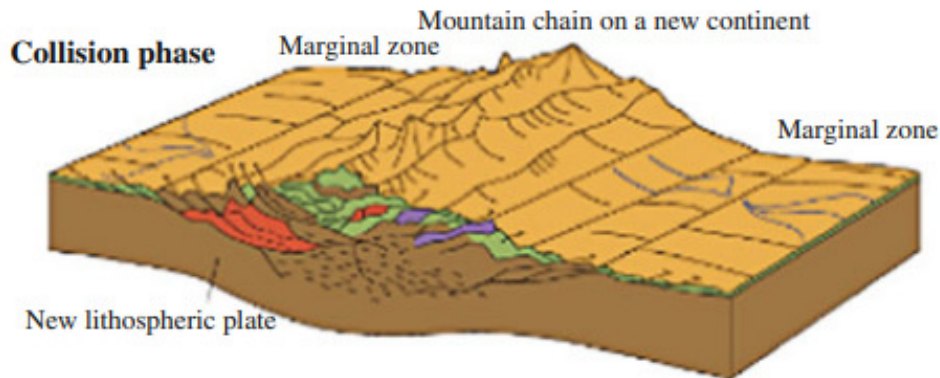 Mountain chain on a new continent
Marginal zone
Collision phase
Marginal zone
New lithospheric plate